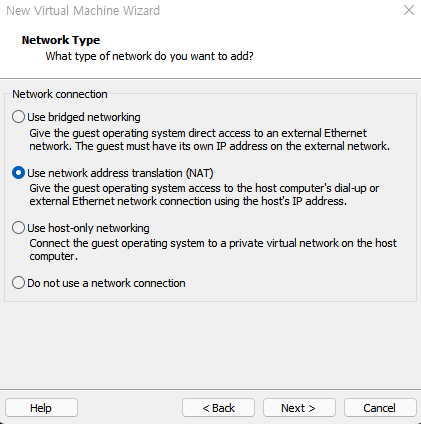 New Virtual Machine Wizard
Network Type
What type of network do you want to add?
Network connection
Use bridged networking
Give the guest operating system direct access to an external Ethernet
network. The guest must have its own IP address on the external network.
Use network address translation (NAT)
Give the guest operating system access to the host computer's dial-up or
external Ethernet network connection using the host's IP address.
Use host-only networking
Connect the guest operating system to a private virtual network on the host
computer.
Do not use a network connection
Help
< Back
Next >
Cancel